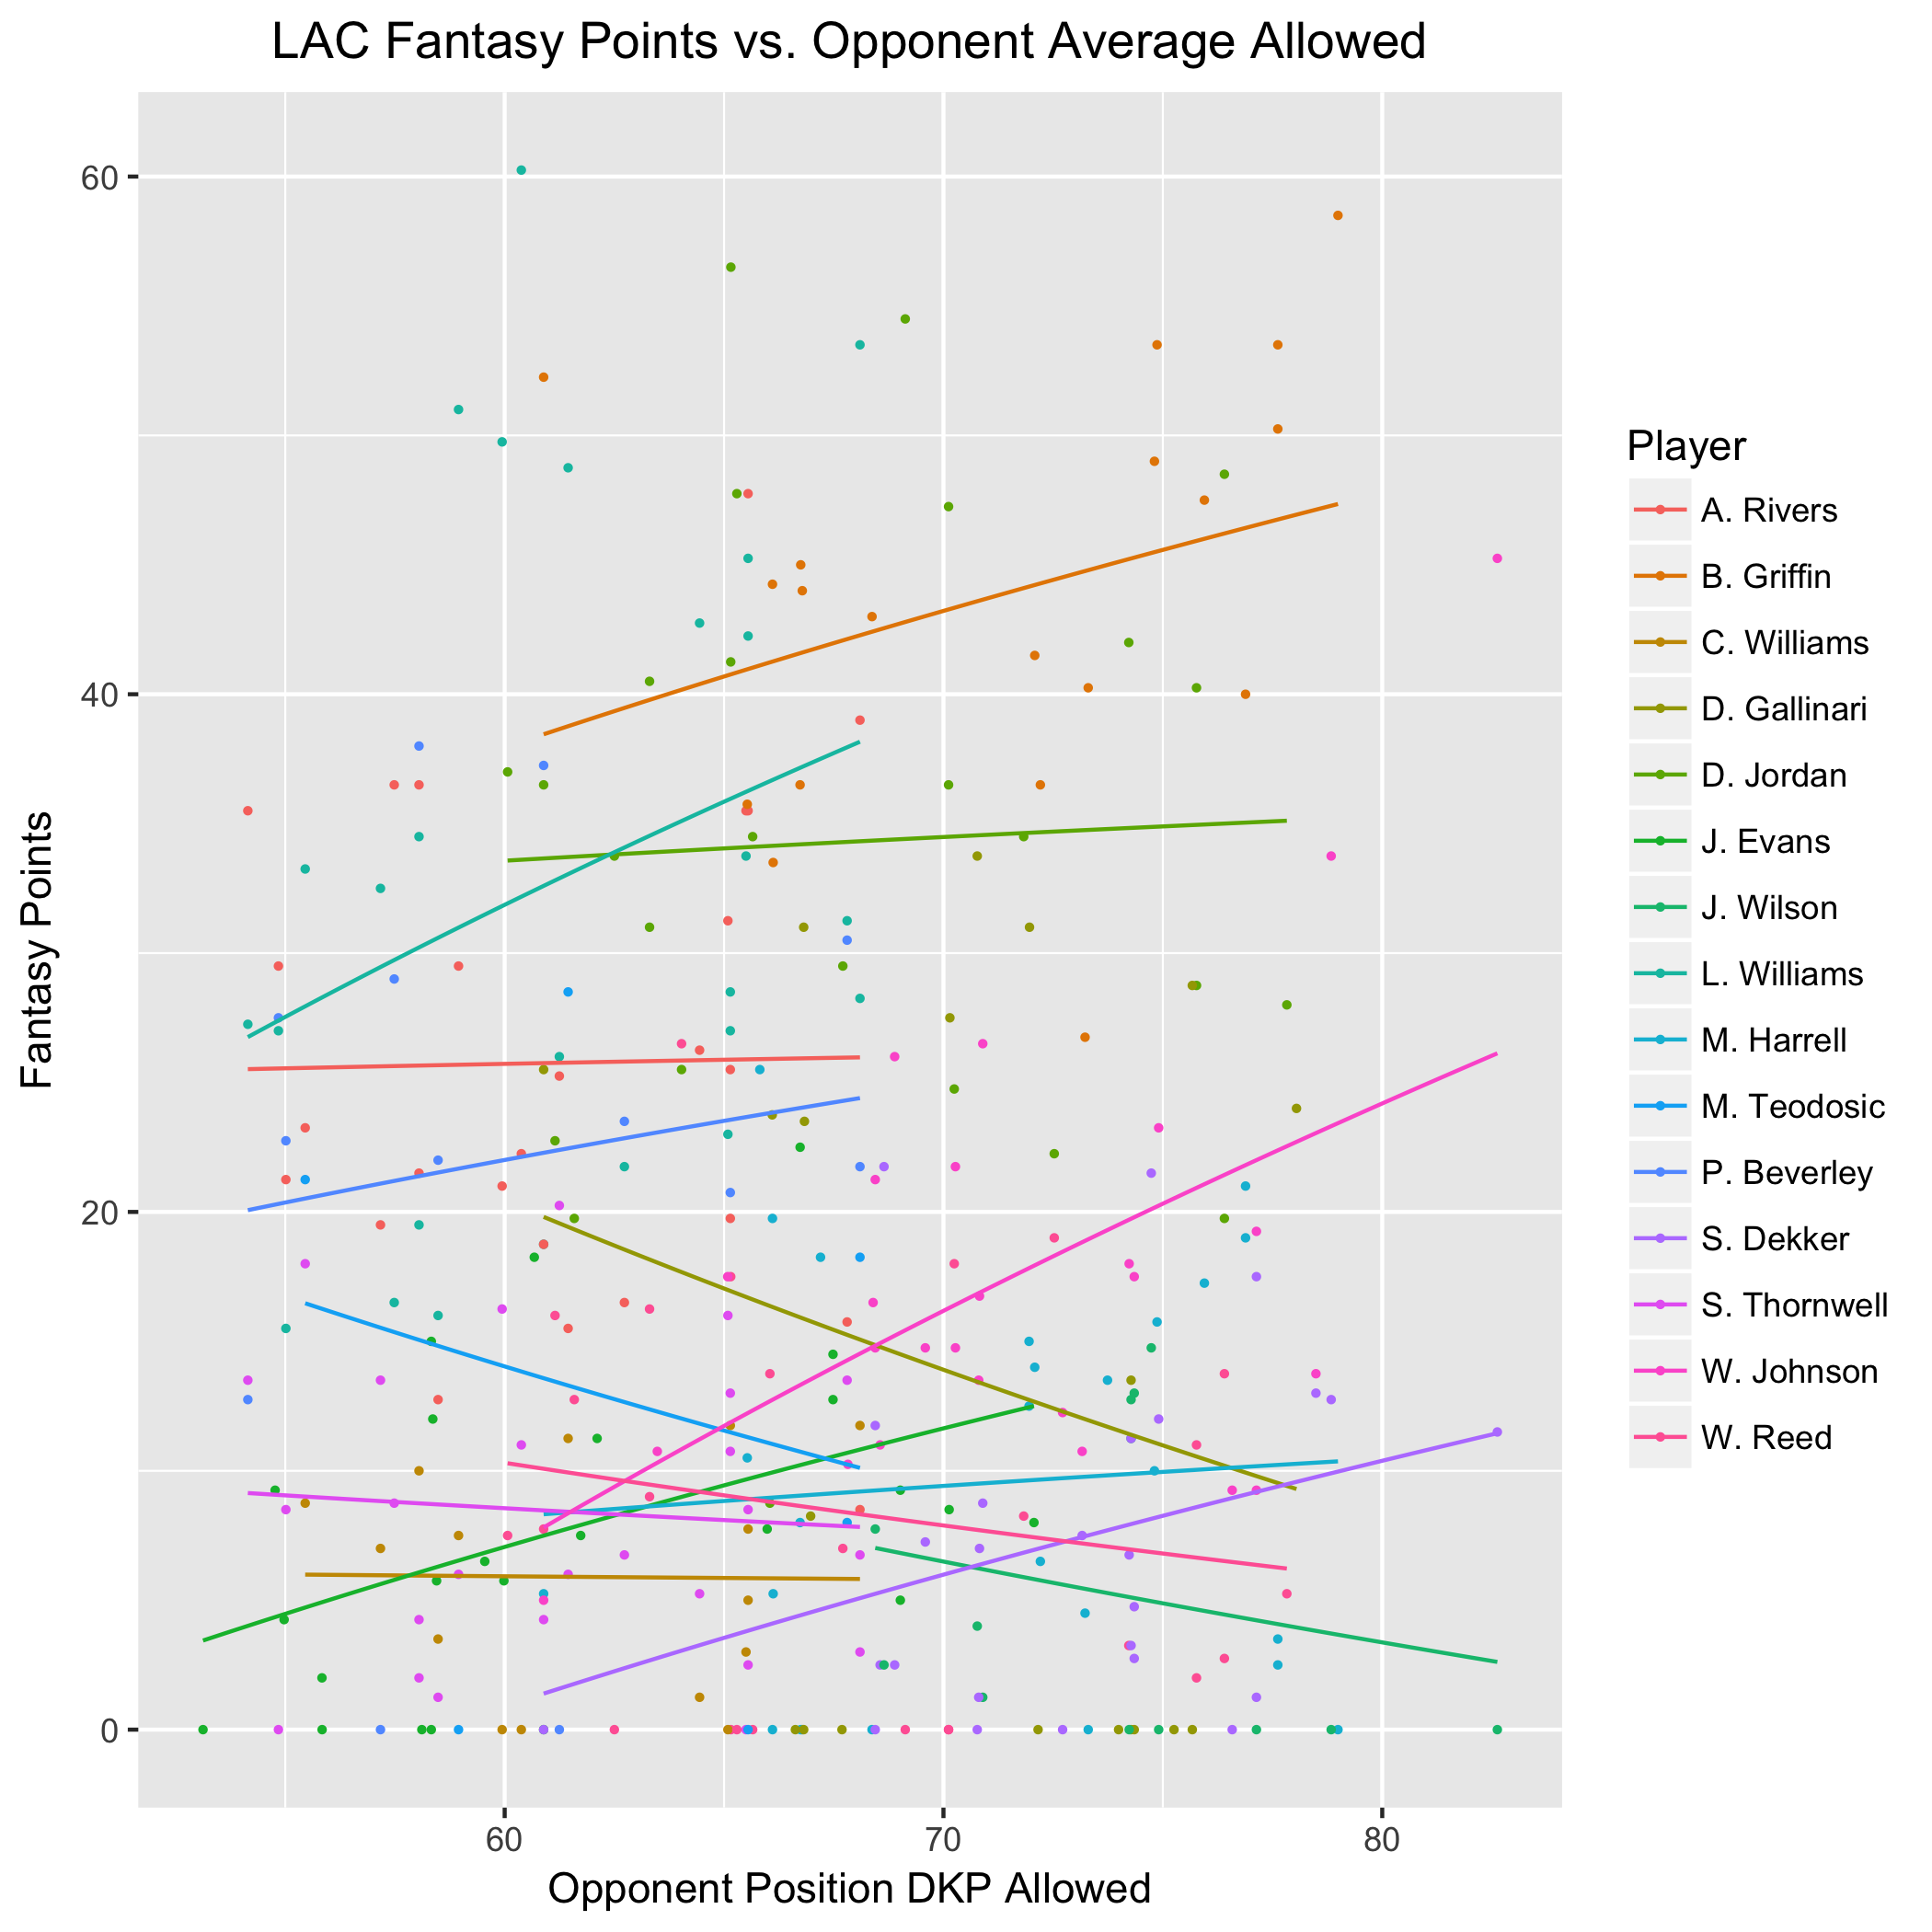 LAC Fantasy Points vs. Opponent Average Allowed
60
40
20
0
Fantasy Points
60 70 80
Opponent Position DKP Allowed
Player
A. Rivers
B. Griffin
C. Williams
D. Gallinari
D. Jordan
J. Evans
J. Wilson
L. Williams
M. Harrell
M. Teodosic
P. Beverley
S. Dekker
S. Thornwell
W. Johnson
W. Reed